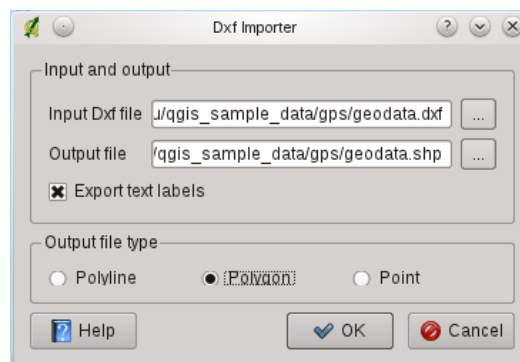 Dxf Importer
Input and output
Input Dxf file u/qgis_sample_data/gps/geodata.dxf ...
Output file /qgis_sample_data/gps/geodata.shp ...
Export text labels
Output file type
Polyline Polygon Point
Help OK Cancel